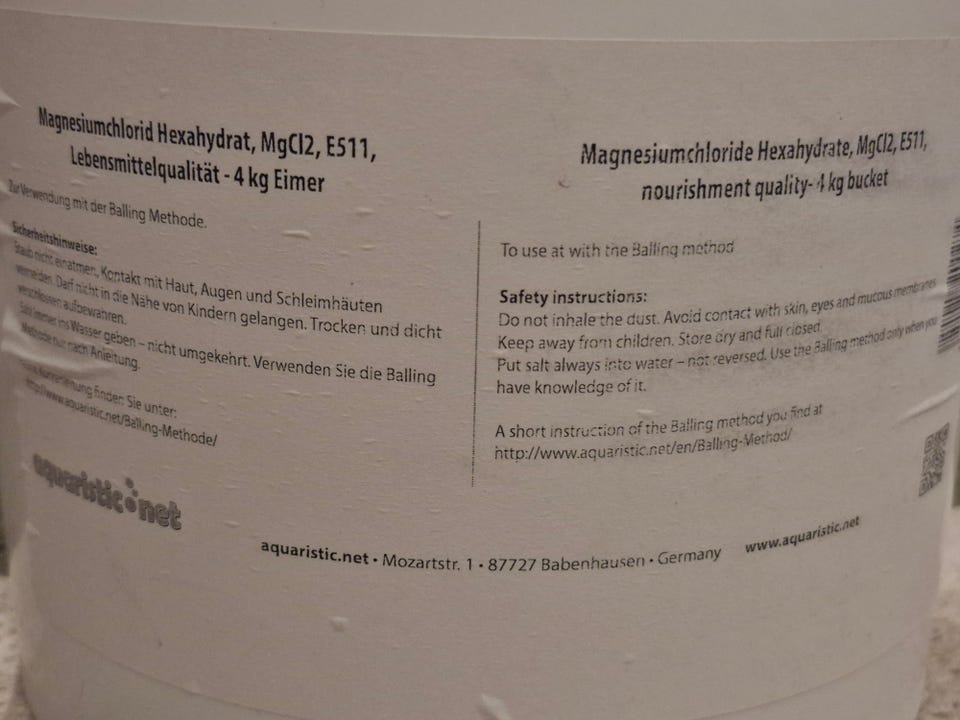 Magnesiumchlorid Hexahydrat, MgCl2, E511,
Lebensmittelqualität - 4 kg Eimer
Zur Verwendung mit der Balling Methode.
Sicherheitshinweise:
Staub nicht einatmen, Kontakt mit Haut, Augen und Schleimhäuten
vermeiden. Darf nicht in die Nähe von Kindern gelangen. Trocken und dicht
verschlossen aufbewahren.
Salz immer ins Wasser geben – nicht umgekehrt. Verwenden Sie die Balling
Methode nur nach Anleitung.
finden Sie unter:
http://www.aquaristic.net/Balling-Methode/
aquaristic.net
Magnesiumchloride Hexahydrate, MgCl2, E511,
nourishment quality- 4 kg bucket
To use at with the Balling method
Safety instructions:
Do not inhale the dust. Avoid contact with skin, eyes and mucous membranes
Keep away from children. Store dry and full closed
Put salt always into water – not reversed. Use the Balling method only when you
have knowledge of it.
A short instruction of the Balling method you find at
http://www.aquaristic.net/en/Balling-Method/
aquaristic.net • Mozartstr. 1 • 87727 Babenhausen • Germany www.aquaristic.net